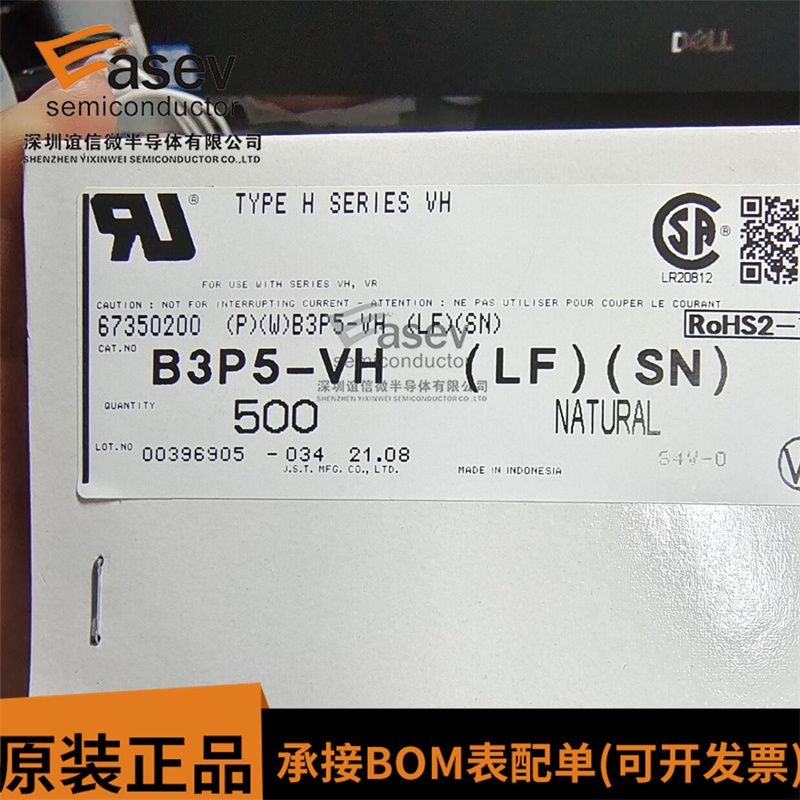 DELL
Easev
semiconductor
深圳谊信微半导体有限公司
SHENZHEN YIXINWEI SEMICONDUCTOR CO.,LTD
TYPE H SERIES VH
FOR USE WITH SERIES VH, VR
LR20812
CAUTION : NOT FOR INTERRUPTING CURRENT - ATTENTION : NE PAS UTILISER POUR COUPER LE COURANT
67350200 (P)(W)B3P5-VH (LF)(SN)
RoHS2-
Easev
semiconductor
CAT.NO
B3P5-VH (LF)(SN)
深圳谊信微半导体有限公司
SHENZHEN YIXINWEI SEMICONDUCTOR CO.,LTD
QUANTITY
500
NATURAL
LOT.NO
00396905 -034 21.08
94V-0
J.S.T. MFG.CO., LTD.
MADE IN INDONESIA
原装正品
承接BOM表配单(可开发票)